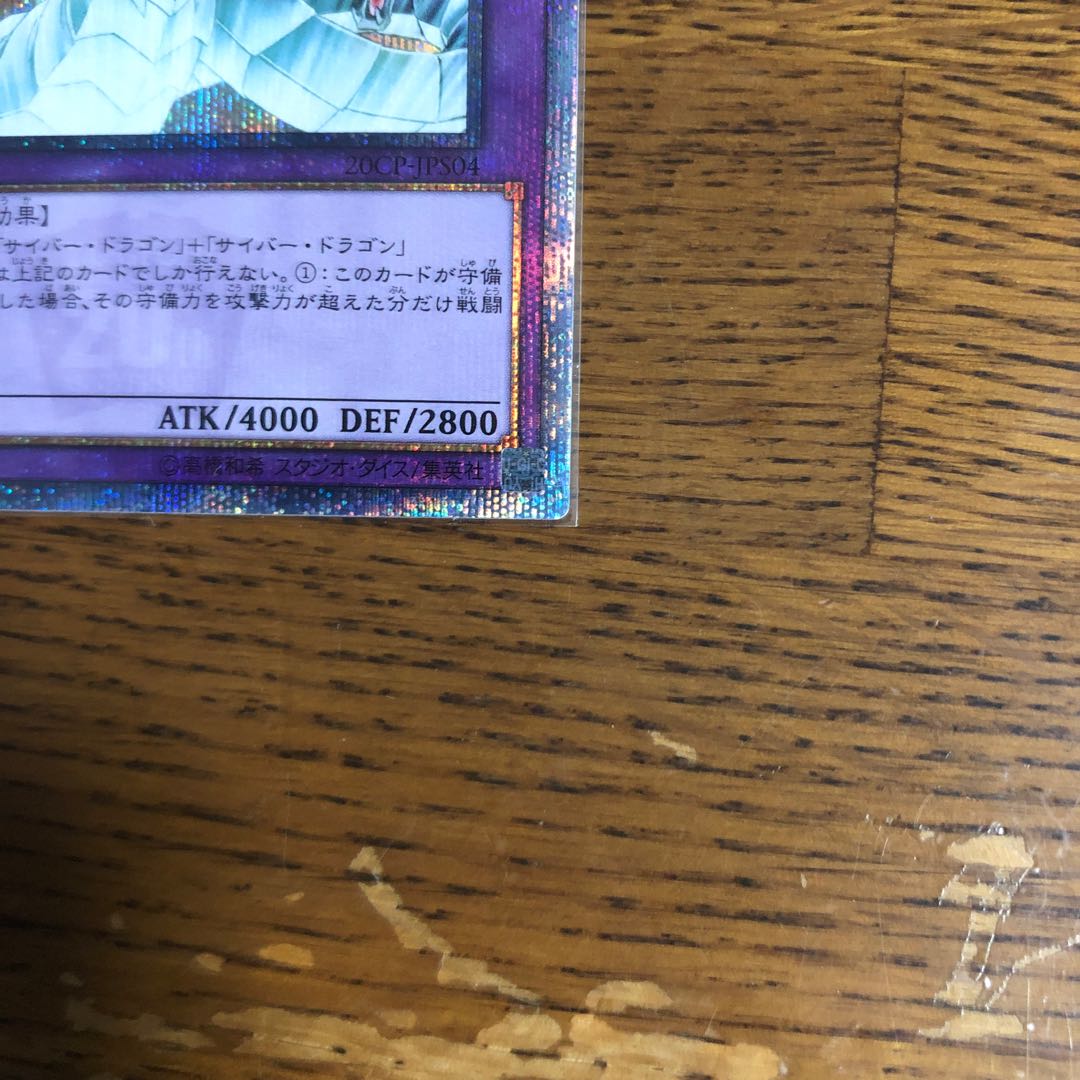 20CP-JPS04
効果】
「サイバー・ドラゴン」+「サイバー・ドラゴン」
は上記のカードでしか行えない。①:このカードが守備
した場合、その守備力を攻撃力が超えた分だけ戦闘
20th
ATK/4000 DEF/2800
©高橋和希 スタジオ・ダイス/集英社